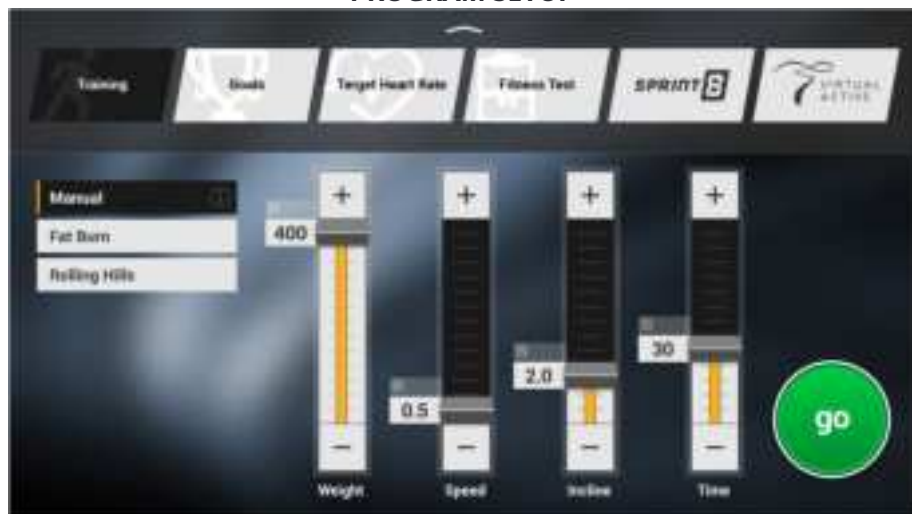 PROGRAM SETUP
Training
Goals
Target Heart Rate
Fitness Test
SPRINT 8
VIRTUAL
ACTIVE
Manual
Fat Burn
Rolling Hills
+
+
+
+
400
30
2.0
0.5
go
−
−
−
−
Weight
Speed
Incline
Time